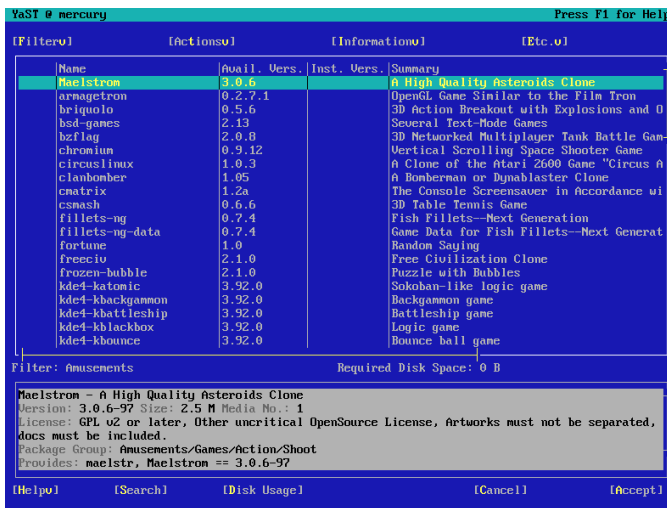 YaST @ mercury Press F1 for Help
[Filter↓] [Actions↓] [Information↓] [Etc.↓]
Name Avail. Vers. Inst. Vers. Summary
Maelstrom 3.0.6 A High Quality Asteroids Clone
armagetron 0.2.7.1 OpenGL Game Similar to the Film Tron
briquolo 0.5.6 3D Action Breakout with Explosions and O
bsd-games 2.13 Several Text-Mode Games
bzflag 2.0.8 3D Networked Multiplayer Tank Battle Gam
chromium 0.9.12 Vertical Scrolling Space Shooter Game
circuslinux 1.0.3 A Clone of the Atari 2600 Game "Circus A
clanbomber 1.05 A Bomberman or Dynablaster Clone
cmatrix 1.2a The Console Screensaver in Accordance wi
csmash 0.6.6 3D Table Tennis Game
fillets-ng 0.7.4 Fish Fillets--Next Generation
fillets-ng-data 0.7.4 Game Data for Fish Fillets--Next Generat
fortune 1.0 Random Saying
freeciv 2.1.0 Free Civilization Clone
frozen-bubble 2.1.0 Puzzle with Bubbles
kde4-katomic 3.92.0 Sokoban-like logic game
kde4-kbackgammon 3.92.0 Backgammon game
kde4-kbattleship 3.92.0 Battleship game
kde4-kblackbox 3.92.0 Logic game
kde4-kbounce 3.92.0 Bounce ball game
Filter: Amusements Required Disk Space: 0 B
Maelstrom - A High Quality Asteroids Clone
Version: 3.0.6-97 Size: 2.5 M Media No.: 1
License: GPL v2 or later, Other uncritical OpenSource License, Artworks must not be separated,
docs must be included.
Package Group: Amusements/Games/Action/Shoot
Provides: maelstr, Maelstrom == 3.0.6-97
[Help↓] [Search] [Disk Usage] [Cancel] [Accept]